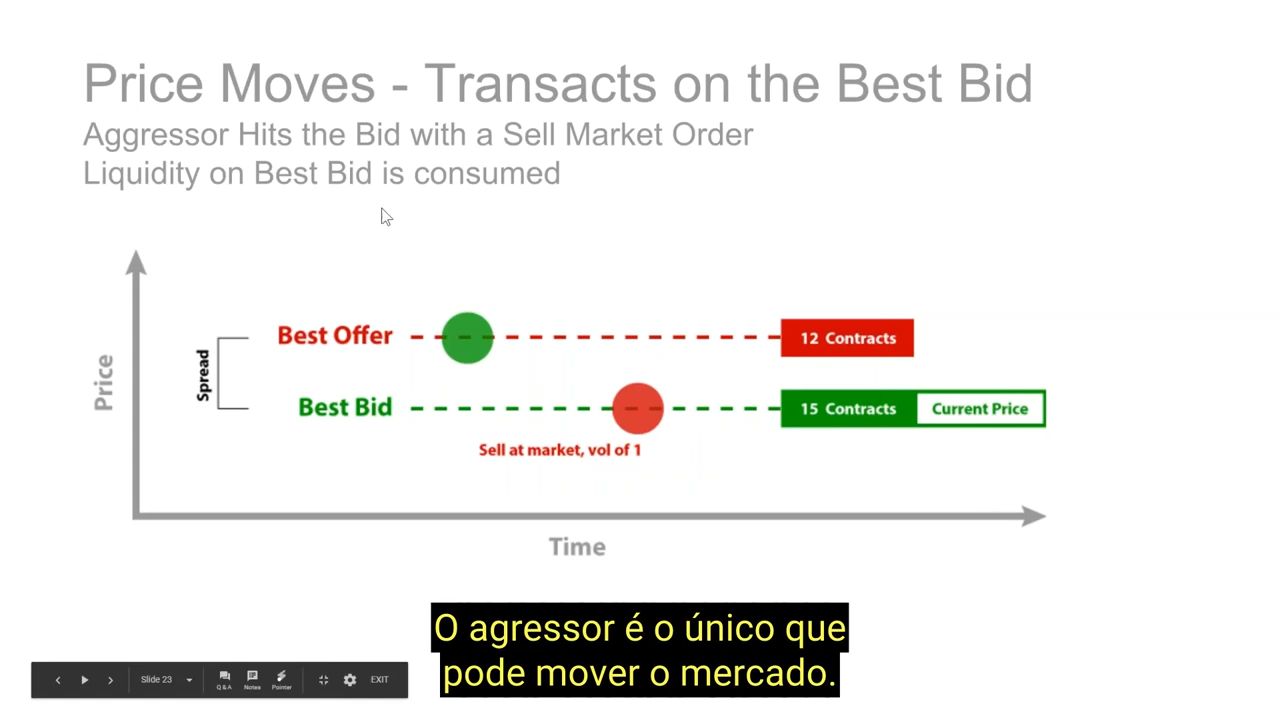 Price Moves - Transacts on the Best Bid
Aggressor Hits the Bid with a Sell Market Order
Liquidity on Best Bid is consumed
Price
Spread
Best Offer
12 Contracts
Best Bid
15 Contracts
Current Price
Sell at market, vol of 1
Time
O agressor é o único que
pode mover o mercado.
Slide 23
Q & A
Notes
Pointer
EXIT